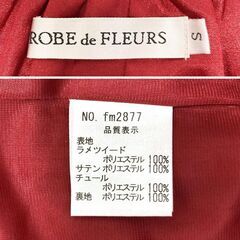 ROBE de FLEURS
S
NO. fm2877
品質表示
表地
ラメツイード
ポリエステル 100%
サテン ポリエステル 100%
チュール
ポリエステル 100%
裏地 ポリエステル 100%